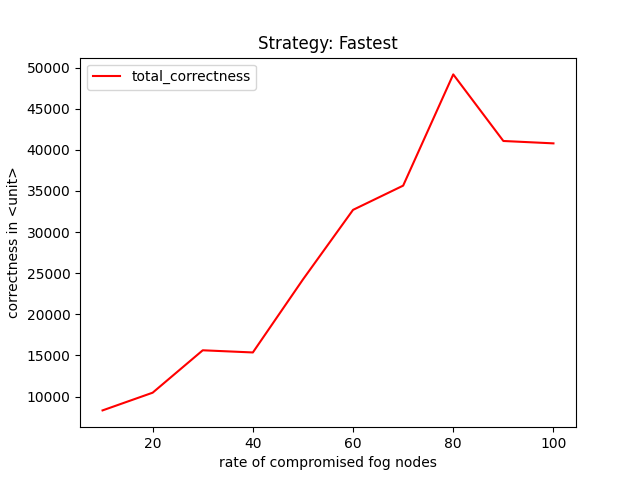 Strategy: Fastest
total_correctness
50000
45000
40000
35000
30000
25000
20000
15000
10000
correctness in <unit>
20 40 60 80 100
rate of compromised fog nodes